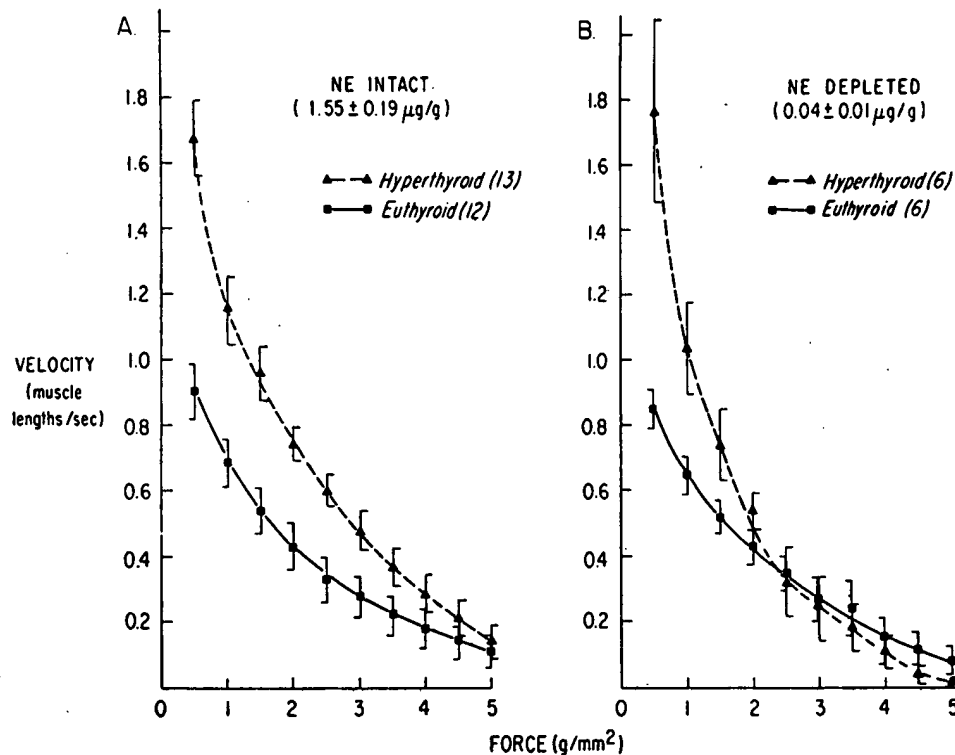 A.
NE INTACT
(1.55 ± 0.19 μg/g)
Hyperthyroid (13)
Euthyroid (12)
1.8
1.6
1.4
1.2
1.0
0.8
0.6
0.4
0.2
VELOCITY
(muscle
lengths/sec)
0
1
2
3
4
5
B.
NE DEPLETED
(0.04 ± 0.01 μg/g)
Hyperthyroid (6)
Euthyroid (6)
1.8
1.6
1.4
1.2
1.0
0.8
0.6
0.4
0.2
0
1
2
3
4
5
FORCE (g/mm²)